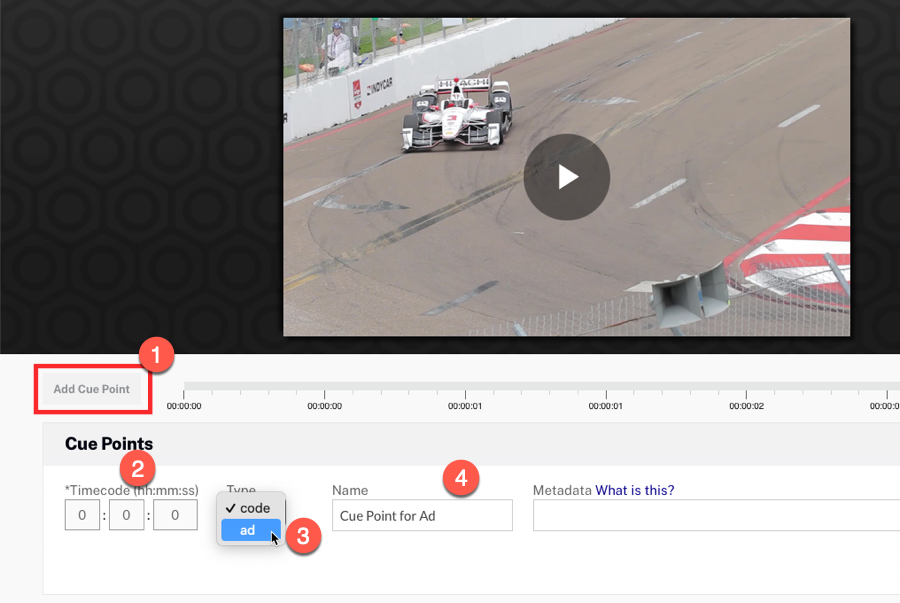 HITACHI
INDYCAR
3
1
Add Cue Point
00:00:00
00:00:00
00:00:01
00:00:01
00:00:02
00:00:0
Cue Points
2
*Timecode (hh:mm:ss)
Type
4
Name
Metadata What is this?
0 : 0 : 0
✓ code
ad
3
Cue Point for Ad